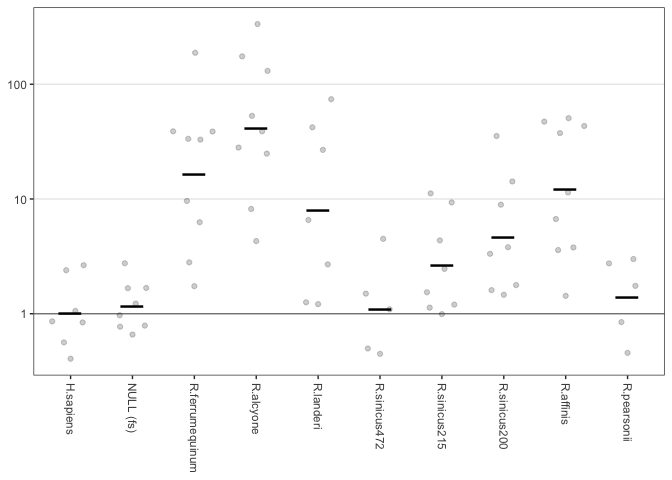 100
10
1
H.sapiens
NULL (fs)
R.ferrumequinum
R.alcyone
R.landeri
R.sinicus472
R.sinicus215
R.sinicus200
R.affinis
R.pearsonii